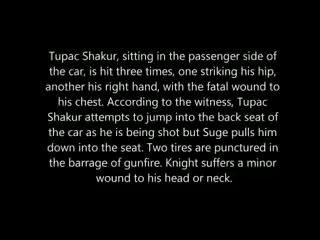 Tupac Shakur, sitting in the passenger side of
the car, is hit three times, one striking his hip,
another his right hand, with the fatal wound to
his chest. According to the witness, Tupac
Shakur attempts to jump into the back seat of
the car as he is being shot but Suge pulls him
down into the seat. Two tires are punctured in
the barrage of gunfire. Knight suffers a minor
wound to his head or neck.